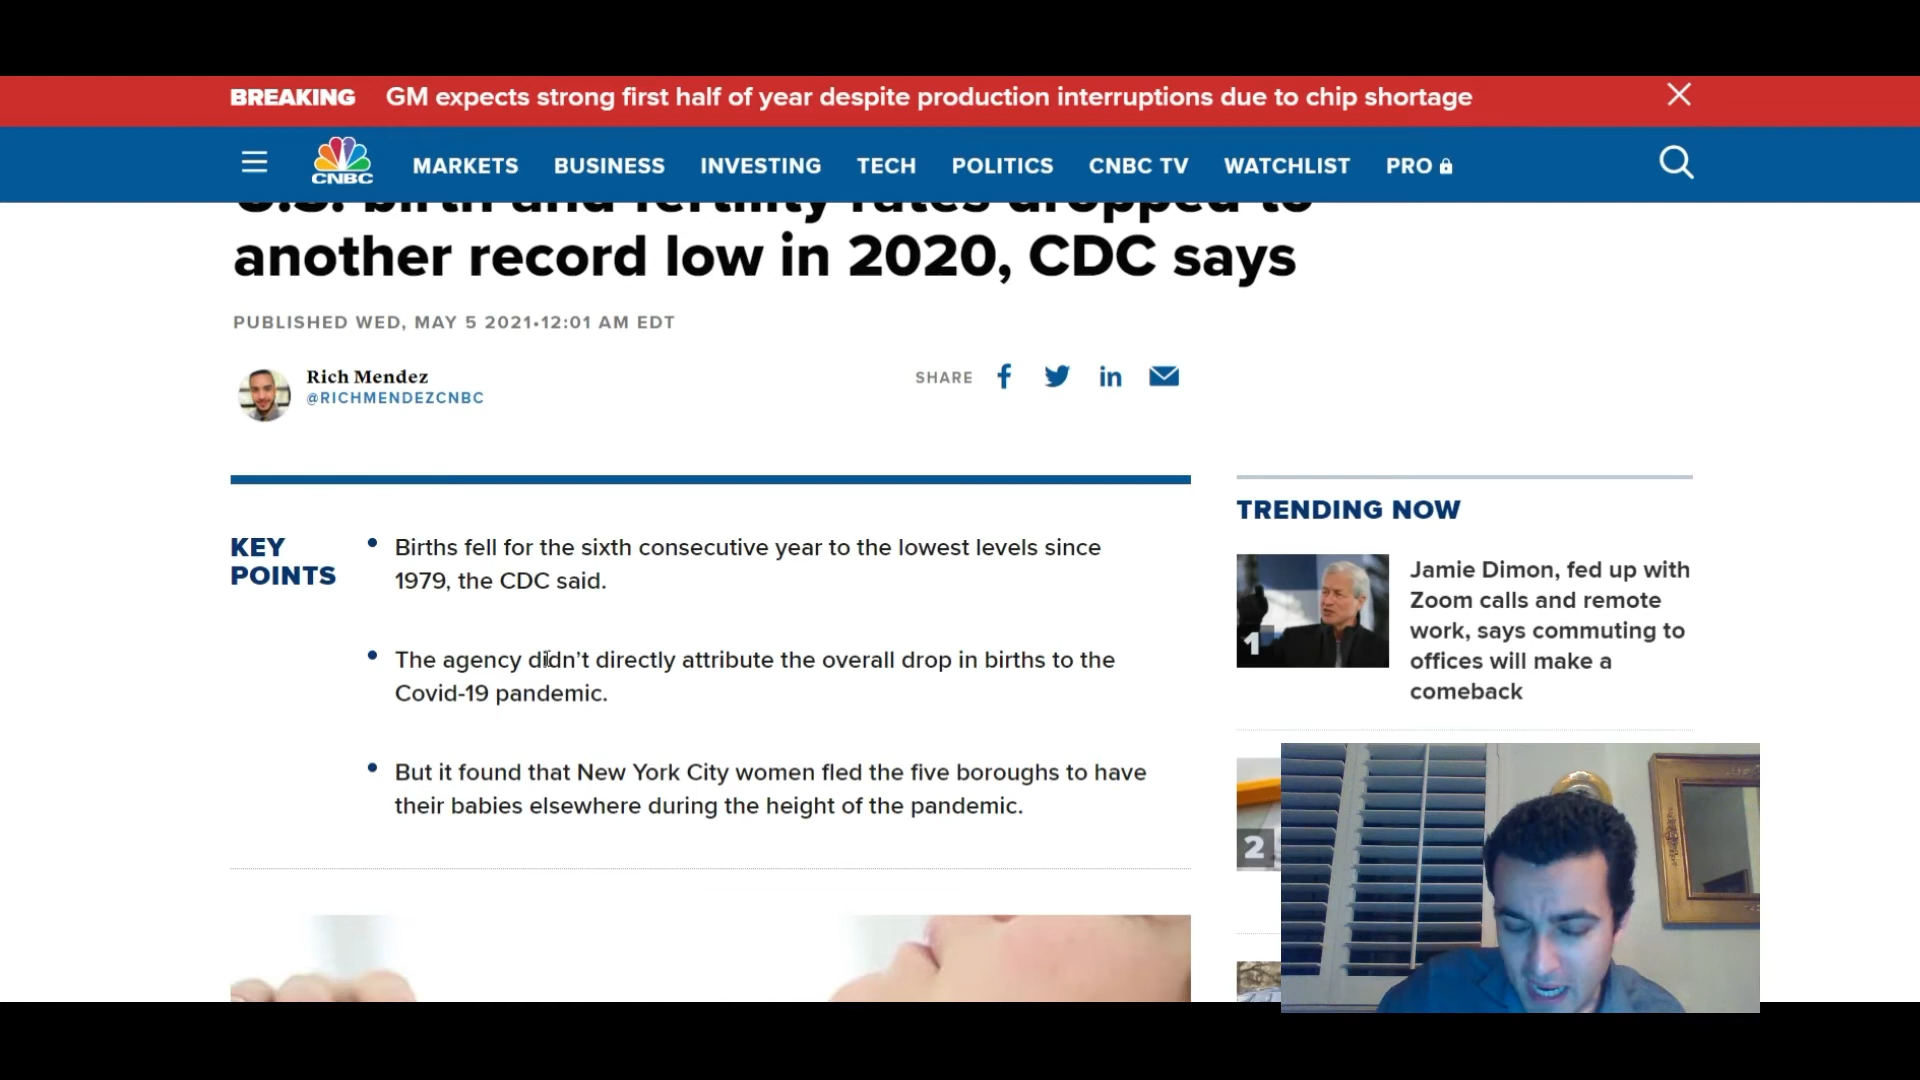 BREAKING GM expects strong first half of year despite production interruptions due to chip shortage
CNBC MARKETS BUSINESS INVESTING TECH POLITICS CNBC TV WATCHLIST PRO
U.S. birth and fertility rates dropped to
another record low in 2020, CDC says
PUBLISHED WED, MAY 5 2021•12:01 AM EDT
Rich Mendez
@RICHMENDEZCNBC
SHARE
KEY
POINTS
Births fell for the sixth consecutive year to the lowest levels since
1979, the CDC said.
The agency didn't directly attribute the overall drop in births to the
Covid-19 pandemic.
But it found that New York City women fled the five boroughs to have
their babies elsewhere during the height of the pandemic.
TRENDING NOW
1
Jamie Dimon, fed up with
Zoom calls and remote
work, says commuting to
offices will make a
comeback
2